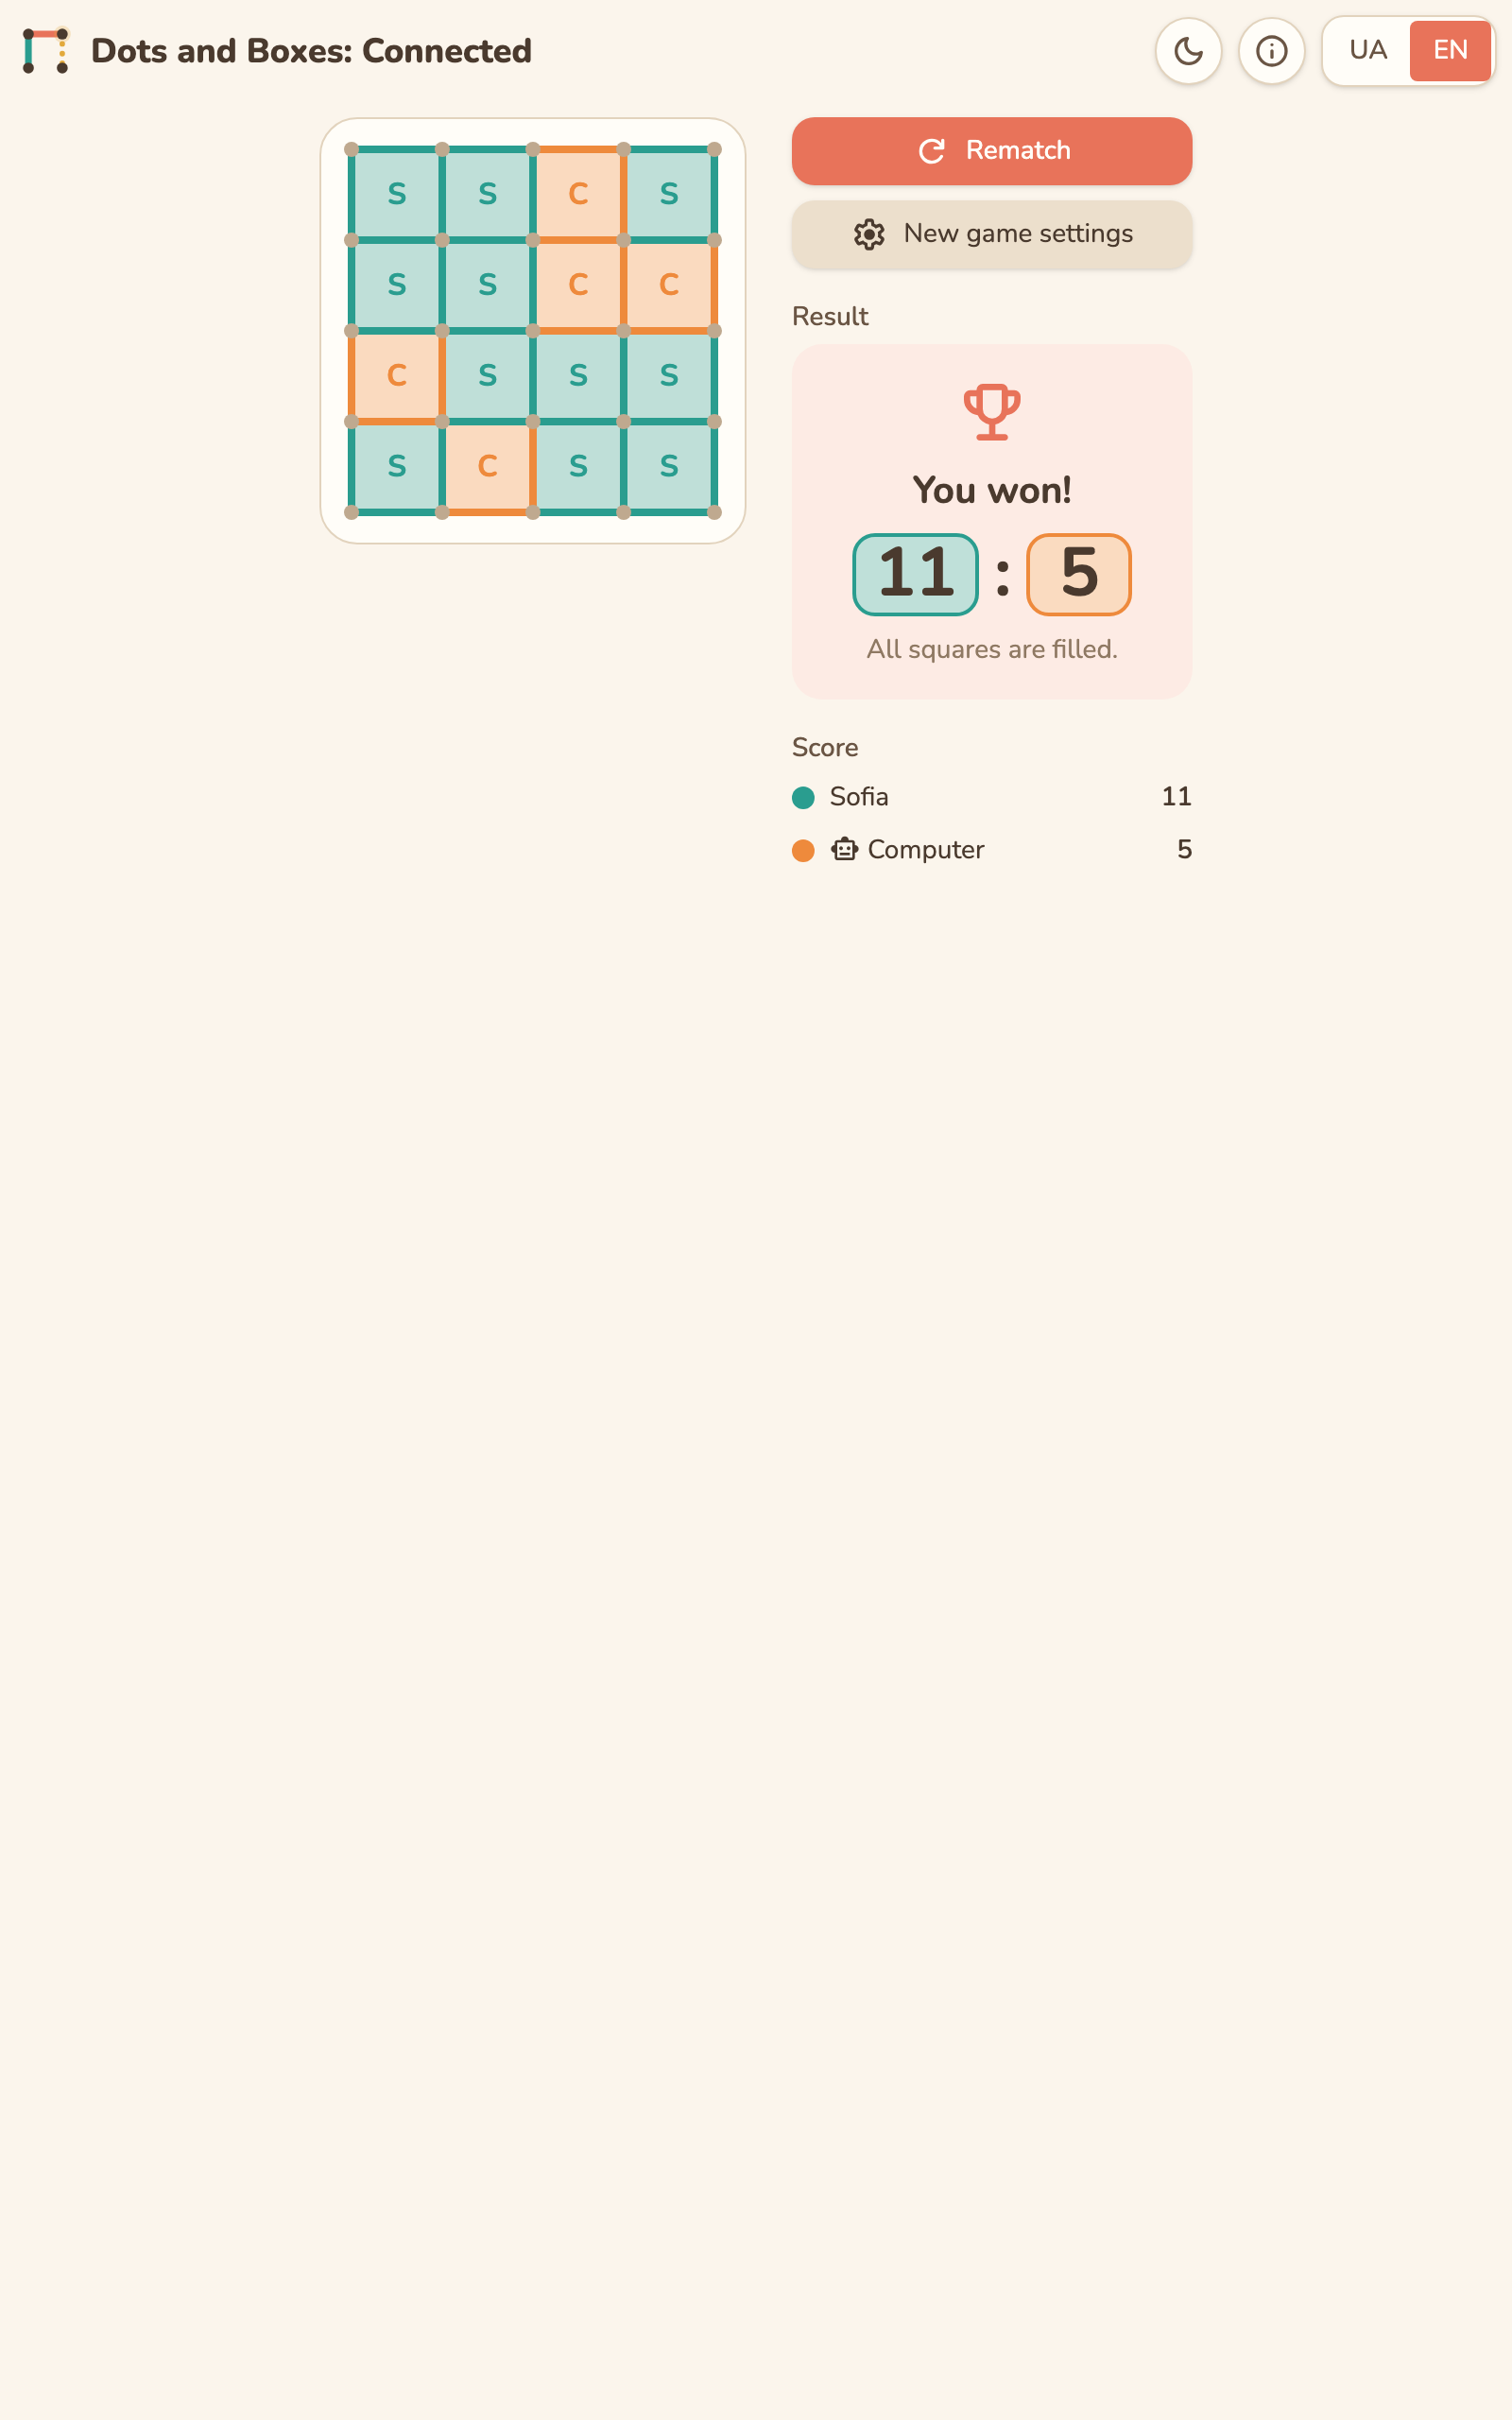 Dots and Boxes: Connected
UA EN
S S C S
S S C C
C S S S
S C S S
Rematch
New game settings
Result
You won!
11 : 5
All squares are filled.
Score
Sofia 11
Computer 5